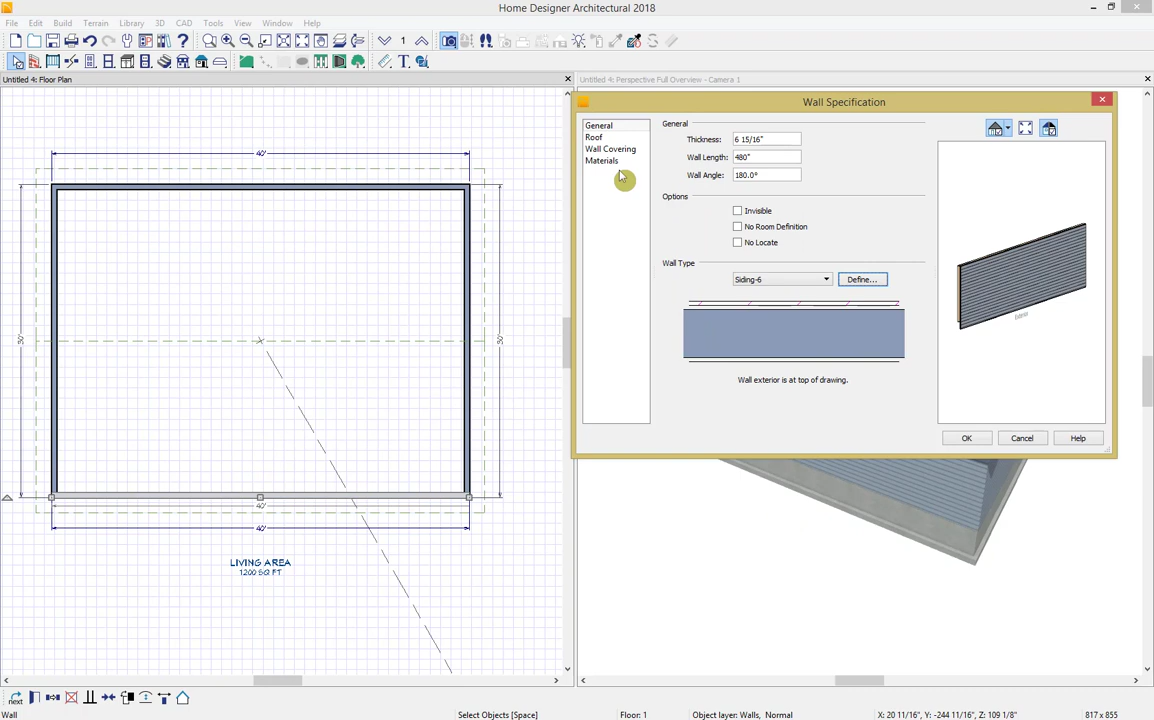 Home Designer Architectural 2018
File Edit Build Terrain Library 3D CAD Tools View Window Help
1
Untitled 4: Floor Plan
Untitled 4: Perspective Full Overview - Camera 1
40'
30'
30'
40'
40'
LIVING AREA
1200 SQ FT
Wall Specification
General
Roof
Wall Covering
Materials
General
Thickness: 6 15/16"
Wall Length: 480"
Wall Angle: 180.0°
Options
Invisible
No Room Definition
No Locate
Wall Type
Siding-6 Define...
Wall exterior is at top of drawing.
Exterior
OK Cancel Help
next
Wall Select Objects [Space] Floor: 1 Object layer: Walls, Normal X: 20 11/16", Y: -244 11/16", Z: 109 1/8" 817 x 855